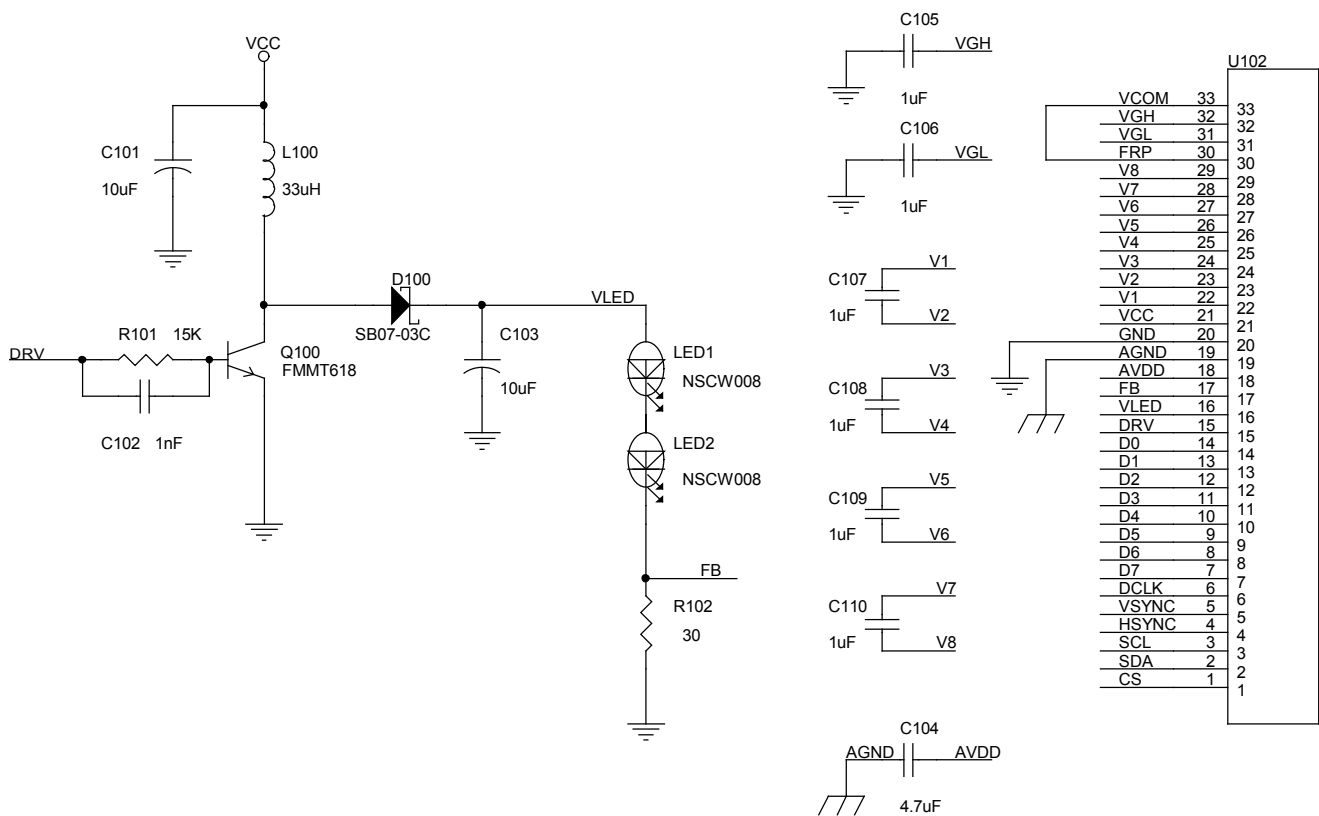 VCC
C101
10uF
L100
33uH
D100
SB07-03C
VLED
DRV
R101 15K
C102 1nF
Q100
FMMT618
C103
10uF
LED1
NSCW008
LED2
NSCW008
FB
R102
30
C105
VGH
1uF
C106
VGL
1uF
C107
1uF
V1
V2
C108
1uF
V3
V4
C109
1uF
V5
V6
C110
1uF
V7
V8
C104
AGND AVDD
4.7uF
U102
VCOM 33 33
VGH 32 32
VGL 31 31
FRP 30 30
V8 29 29
V7 28 28
V6 27 27
V5 26 26
V4 25 25
V3 24 24
V2 23 23
V1 22 22
VCC 21 21
GND 20 20
AGND 19 19
AVDD 18 18
FB 17 17
VLED 16 16
DRV 15 15
D0 14 14
D1 13 13
D2 12 12
D3 11 11
D4 10 10
D5 9 9
D6 8 8
D7 7 7
DCLK 6 6
VSYNC 5 5
HSYNC 4 4
SCL 3 3
SDA 2 2
CS 1 1